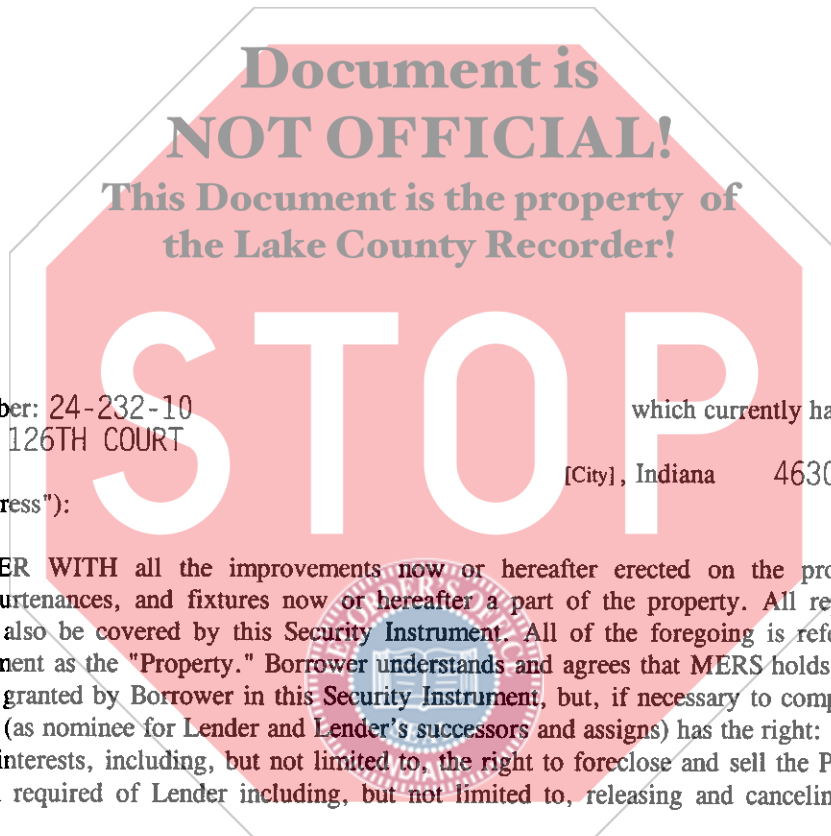 Document is
NOT OFFICIAL!
This Document is the property of
the Lake County Recorder!
STOP
ber: 24-232-10 which currently ha
126TH COURT
[City], Indiana 4630
ress"):
ER WITH all the improvements now or hereafter erected on the pro
urtenances, and fixtures now or hereafter a part of the property. All re
also be covered by this Security Instrument. All of the foregoing is refe
nent as the "Property." Borrower understands and agrees that MERS holds
granted by Borrower in this Security Instrument, but, if necessary to comp
(as nominee for Lender and Lender's successors and assigns) has the right:
interests, including, but not limited to, the right to foreclose and sell the P
required of Lender including, but not limited to, releasing and cancelin